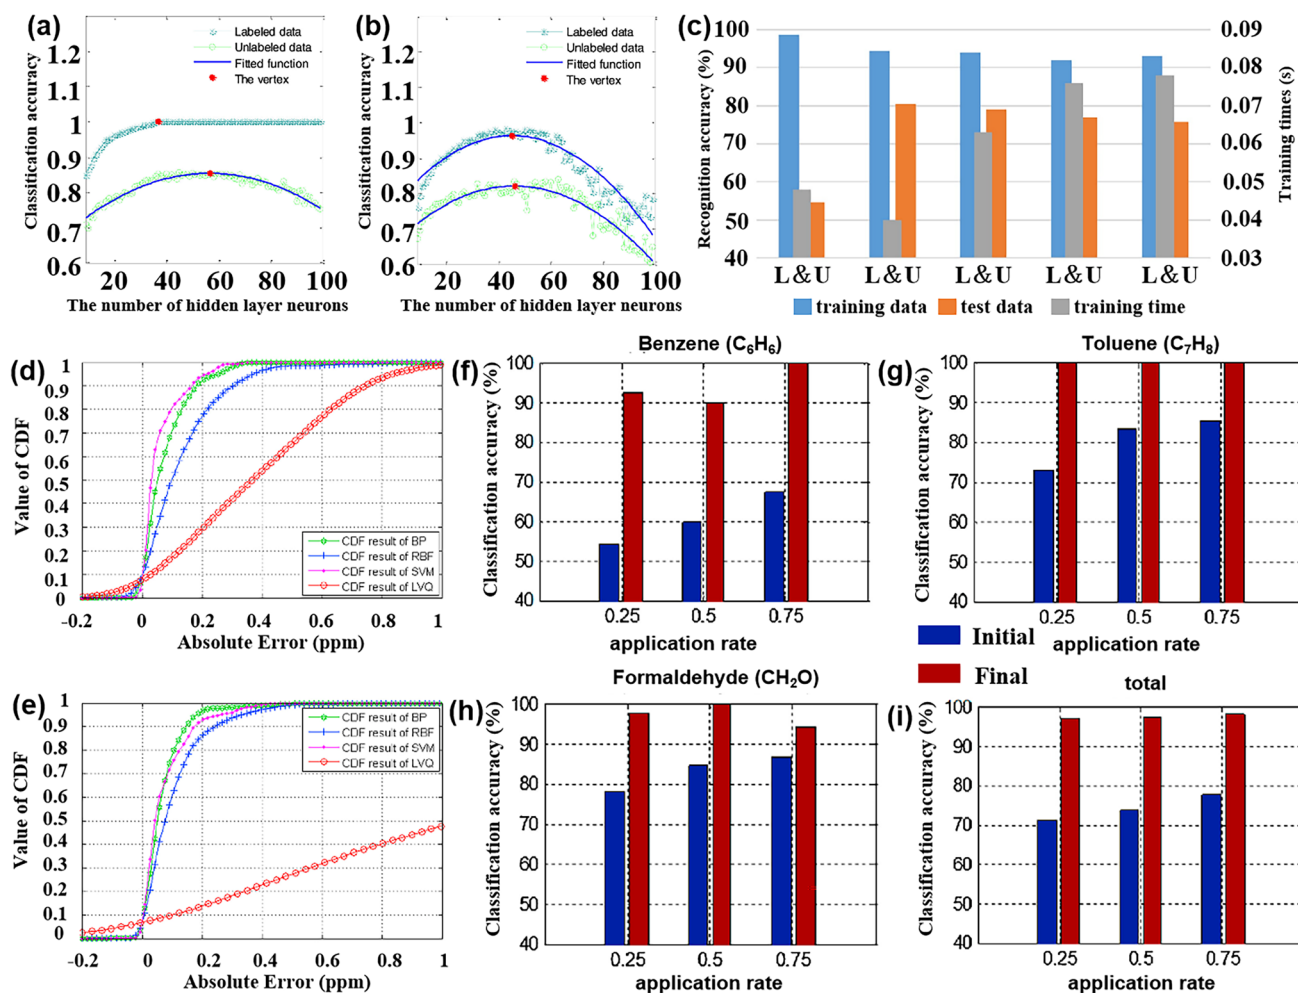 (a)
Classification accuracy
1.2
1.1
1
0.9
0.8
0.7
0.6
Labeled data
Unlabeled data
Fitted function
The vertex
20 40 60 80 100
The number of hidden layer neurons
(b)
Classification accuracy
1.2
1.1
1
0.9
0.8
0.7
0.6
Labeled data
Unlabeled data
Fitted function
The vertex
20 40 60 80 100
The number of hidden layer neurons
(c)
Recognition accuracy (%)
100
90
80
70
60
50
40
0.09
0.08
0.07
0.06
0.05
0.04
0.03
Training times (s)
L&U L&U L&U L&U L&U
training data test data training time
(d)
Value of CDF
1
0.9
0.8
0.7
0.6
0.5
0.4
0.3
0.2
0.1
0
CDF result of BP
CDF result of RBF
CDF result of SVM
CDF result of LVQ
-0.2 0 0.2 0.4 0.6 0.8 1
Absolute Error (ppm)
(f)
Benzene (C₆H₆)
Classification accuracy (%)
100
90
80
70
60
50
40
0.25 0.5 0.75
application rate
(g)
Toluene (C₇H₈)
Classification accuracy (%)
100
90
80
70
60
50
40
0.25 0.5 0.75
application rate
Initial
Final
(e)
Value of CDF
1
0.9
0.8
0.7
0.6
0.5
0.4
0.3
0.2
0.1
0
CDF result of BP
CDF result of RBF
CDF result of SVM
CDF result of LVQ
-0.2 0 0.2 0.4 0.6 0.8 1
Absolute Error (ppm)
(h)
Formaldehyde (CH₂O)
Classification accuracy (%)
100
90
80
70
60
50
40
0.25 0.5 0.75
application rate
(i)
total
Classification accuracy (%)
100
90
80
70
60
50
40
0.25 0.5 0.75
application rate